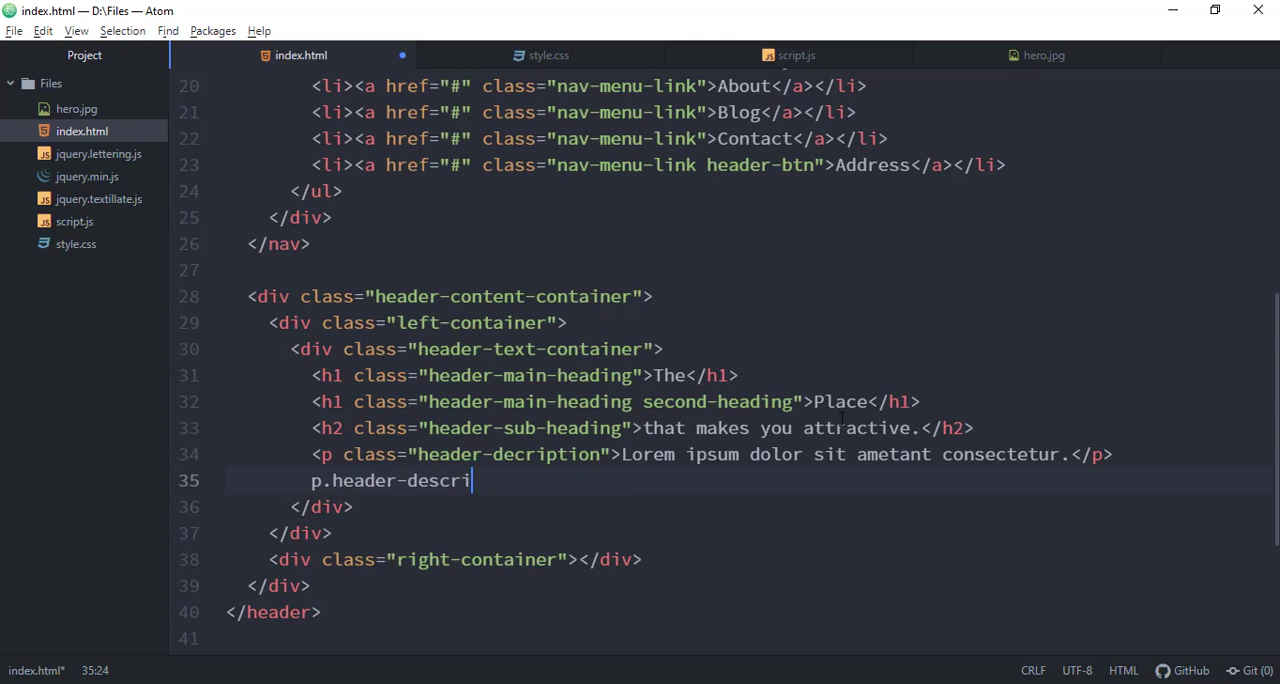 index.html — D:\Files — Atom
File Edit View Selection Find Packages Help
Project
index.html
style.css
script.js
hero.jpg
Files
hero.jpg
index.html
jquery.lettering.js
jquery.min.js
jquery.textillate.js
script.js
style.css
20 <li><a href="#" class="nav-menu-link">About</a></li>
21 <li><a href="#" class="nav-menu-link">Blog</a></li>
22 <li><a href="#" class="nav-menu-link">Contact</a></li>
23 <li><a href="#" class="nav-menu-link header-btn">Address</a></li>
24 </ul>
25 </div>
26 </nav>
27
28 <div class="header-content-container">
29 <div class="left-container">
30 <div class="header-text-container">
31 <h1 class="header-main-heading">The</h1>
32 <h1 class="header-main-heading second-heading">Place</h1>
33 <h2 class="header-sub-heading">that makes you attractive.</h2>
34 <p class="header-decription">Lorem ipsum dolor sit ametant consectetur.</p>
35 p.header-descri
36 </div>
37 </div>
38 <div class="right-container"></div>
39 </div>
40 </header>
41
index.html* 35:24 CRLF UTF-8 HTML GitHub Git (0)